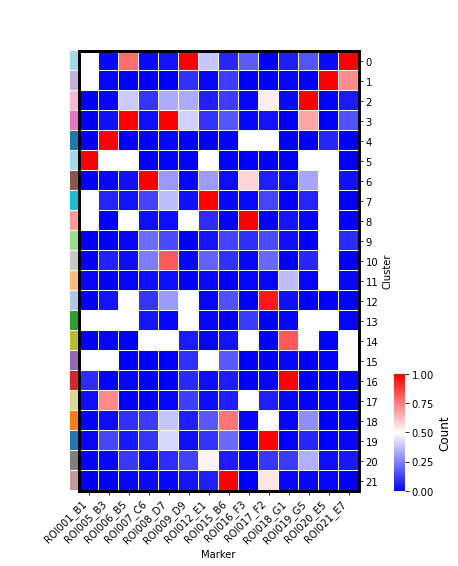 0
1
2
3
4
5
6
7
8
9
10
11
12
13
14
15
16
17
18
19
20
21
Cluster
ROI001_B1
ROI005_B3
ROI006_B5
ROI007_C6
ROI008_D7
ROI009_D9
ROI012_E1
ROI015_B6
ROI016_F3
ROI017_F2
ROI018_G1
ROI019_G5
ROI020_E5
ROI021_E7
Marker
1.00
0.75
0.50
0.25
0.00
Count